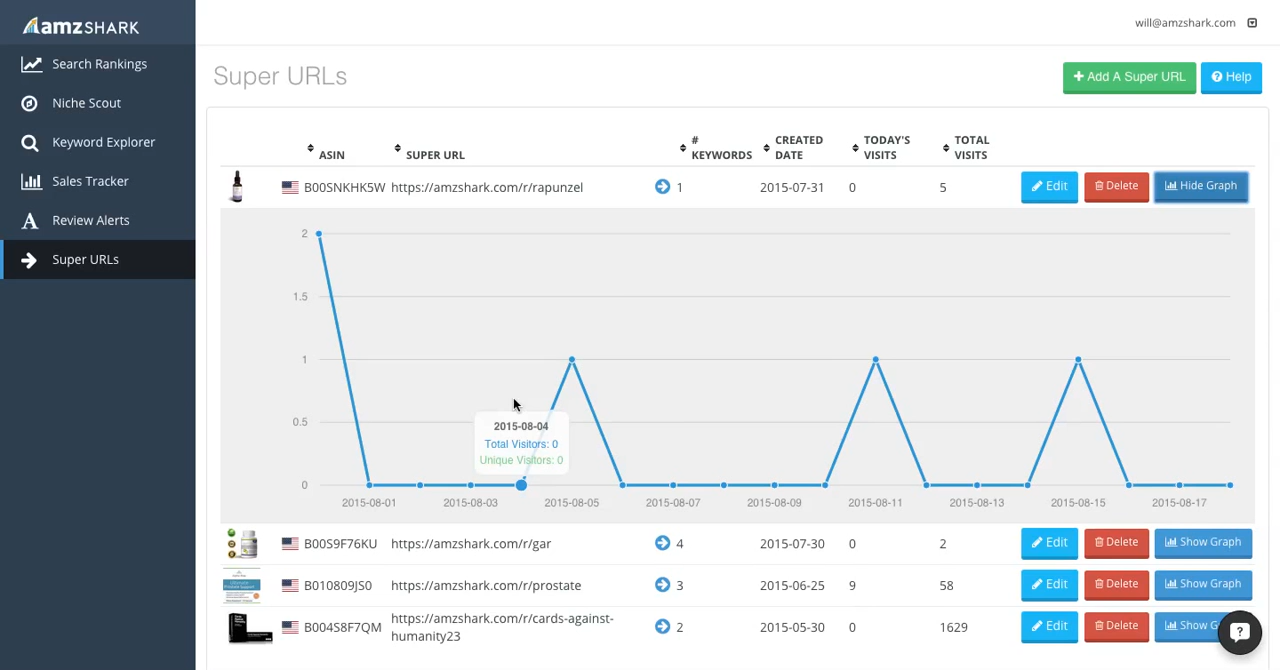 amzSHARK
will@amzshark.com
Search Rankings
Niche Scout
Keyword Explorer
Sales Tracker
Review Alerts
Super URLs
Super URLs
Add A Super URL
Help
ASIN SUPER URL # KEYWORDS CREATED DATE TODAY'S VISITS TOTAL VISITS
B00SNKHK5W https://amzshark.com/r/rapunzel 1 2015-07-31 0 5 Edit Delete Hide Graph
2
1.5
1
0.5
0
2015-08-04
Total Visitors: 0
Unique Visitors: 0
2015-08-01 2015-08-03 2015-08-05 2015-08-07 2015-08-09 2015-08-11 2015-08-13 2015-08-15 2015-08-17
B00S9F76KU https://amzshark.com/r/gar 4 2015-07-30 0 2 Edit Delete Show Graph
B010809JS0 https://amzshark.com/r/prostate 3 2015-06-25 9 58 Edit Delete Show Graph
B004S8F7QM https://amzshark.com/r/cards-against-
humanity23 2 2015-05-30 0 1629 Edit Delete Show G